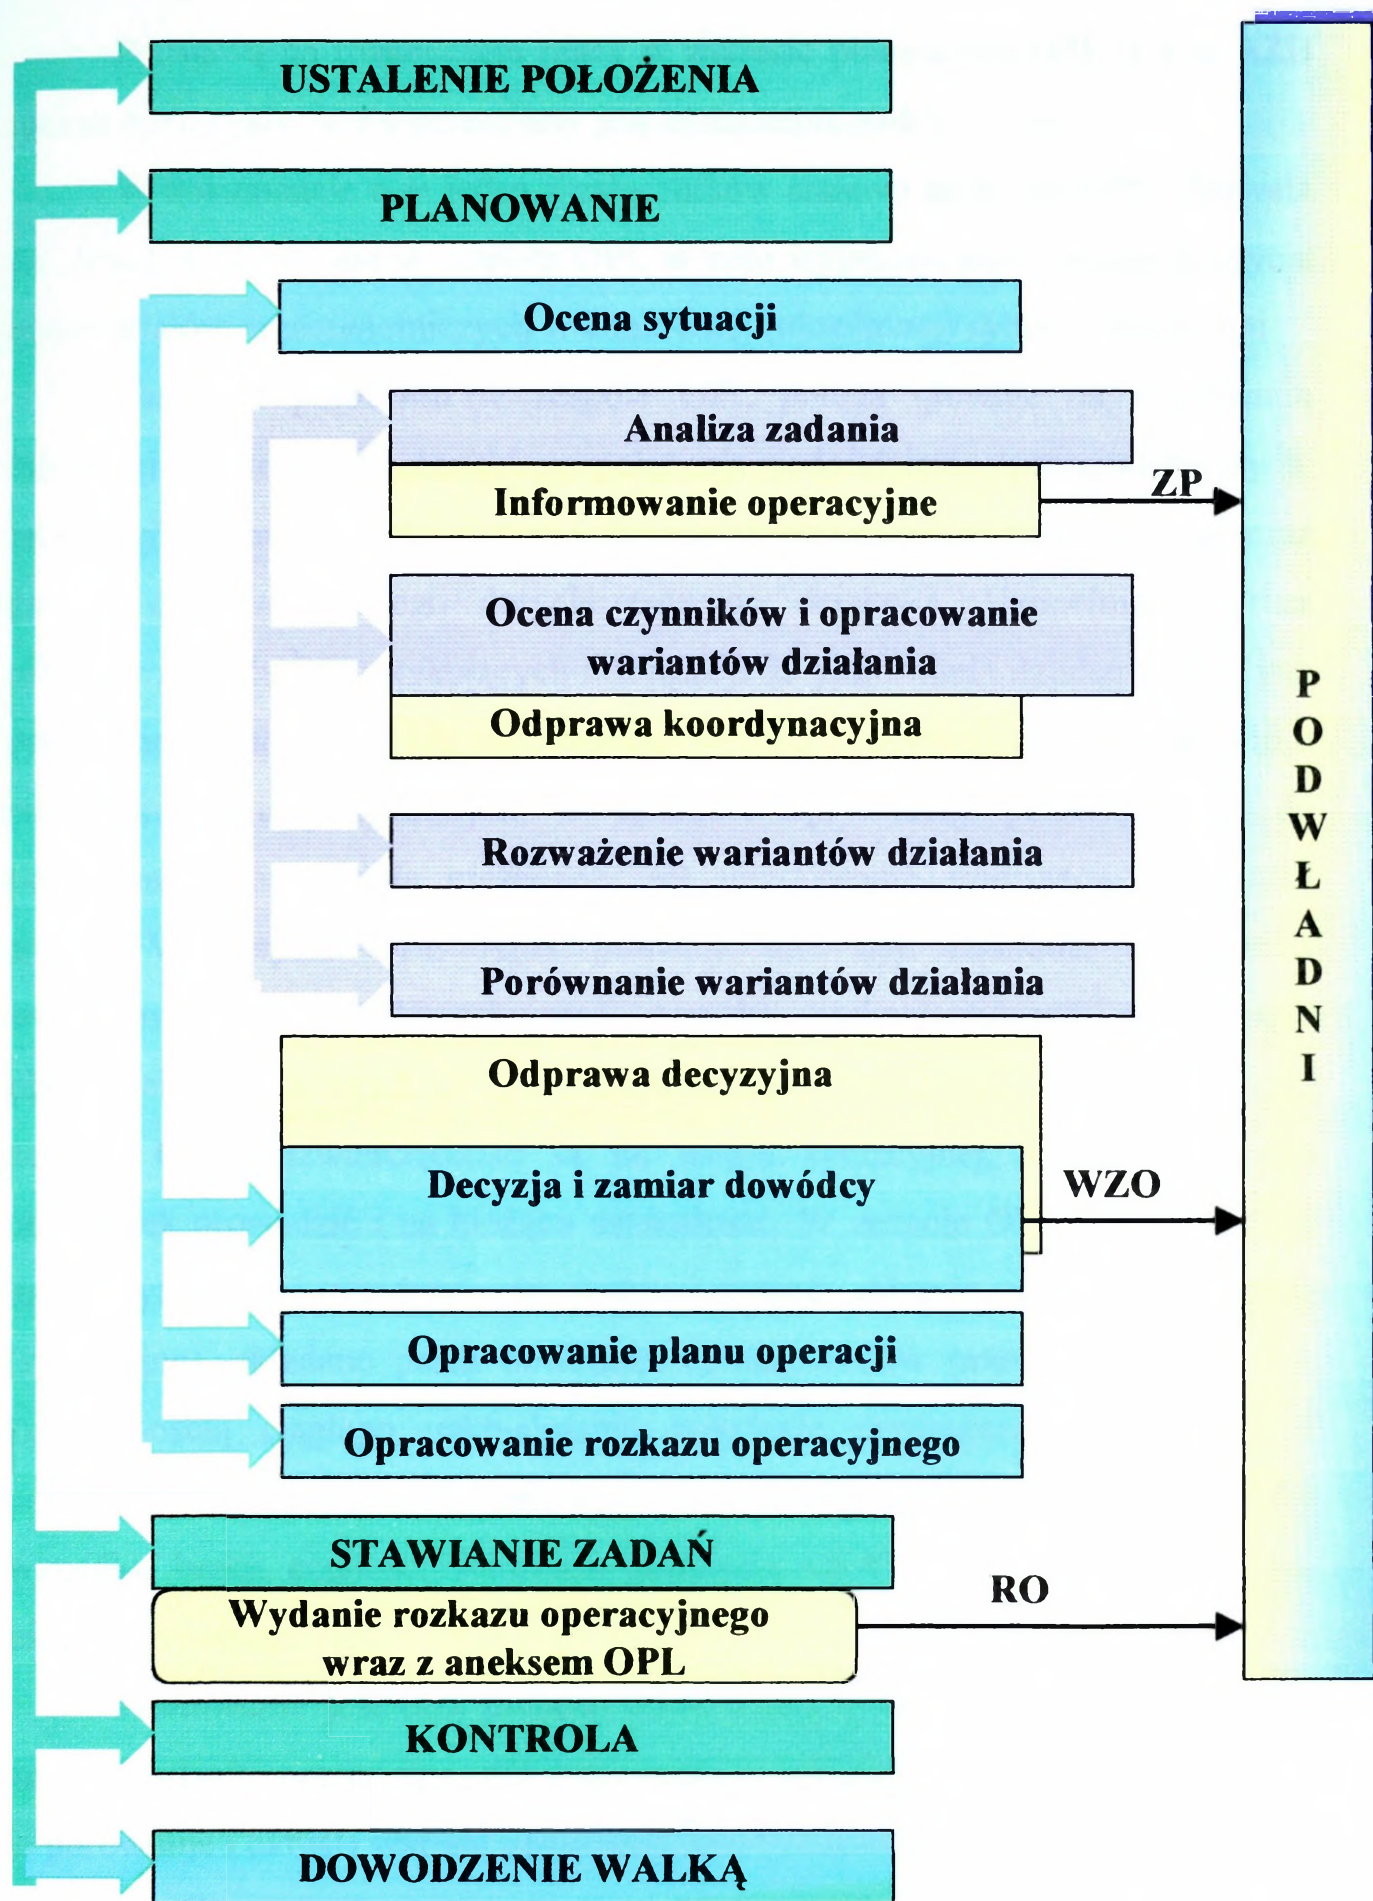 USTALENIE POŁOŻENIA
PLANOWANIE
Ocena sytuacji
Analiza zadania
Informowanie operacyjne
ZP
Ocena czynników i opracowanie
wariantów działania
Odprawa koordynacyjna
Rozważenie wariantów działania
Porównanie wariantów działania
Odprawa decyzyjna
Decyzja i zamiar dowódcy
WZO
Opracowanie planu operacji
Opracowanie rozkazu operacyjnego
STAWIANIE ZADAŃ
Wydanie rozkazu operacyjnego
wraz z aneksem OPL
RO
KONTROLA
DOWODZENIE WALKĄ
P
O
D
W
Ł
A
D
N
I